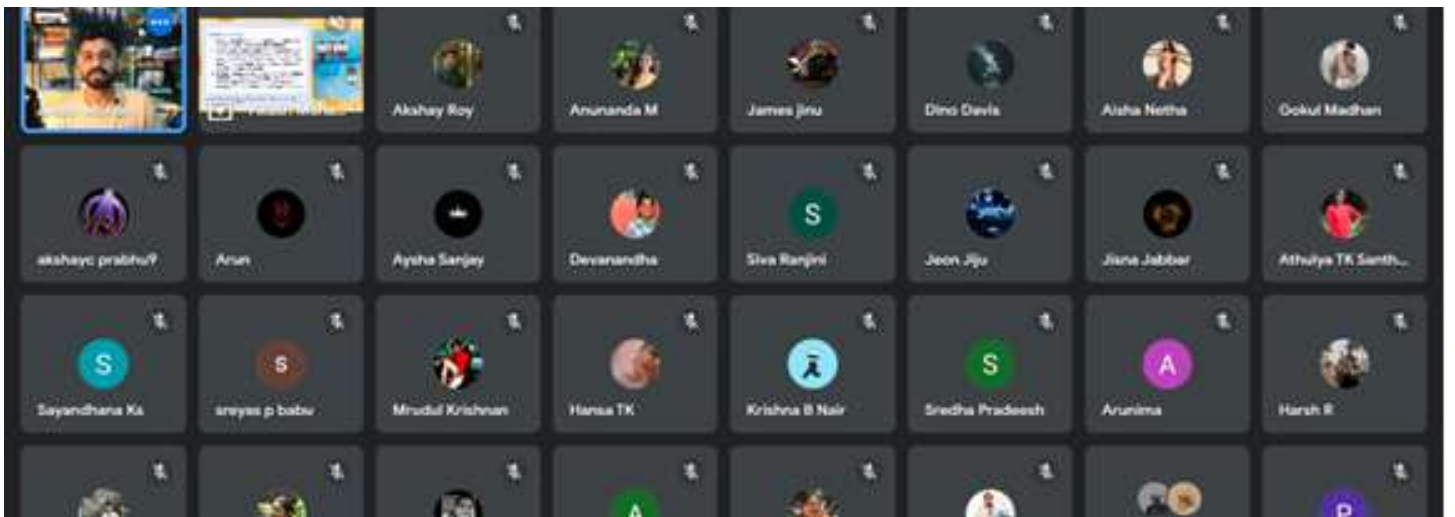 Akshay Roy
Anunanda M
James Jinu
Dino Davis
Aisha Netha
Gokul Madhan
akshayc prabhu9
Arun
Aysha Sanjay
Devanandha
S
Siva Ranjini
Jeon Jiju
Jisna Jabbar
Athulya TK Santh...
S
Sayandhana Ks
s
sreyas p babu
Mrudul Krishnan
Hansa TK
Krishna B Nair
S
Sredha Pradeesh
A
Arunima
Harsh R
A
P